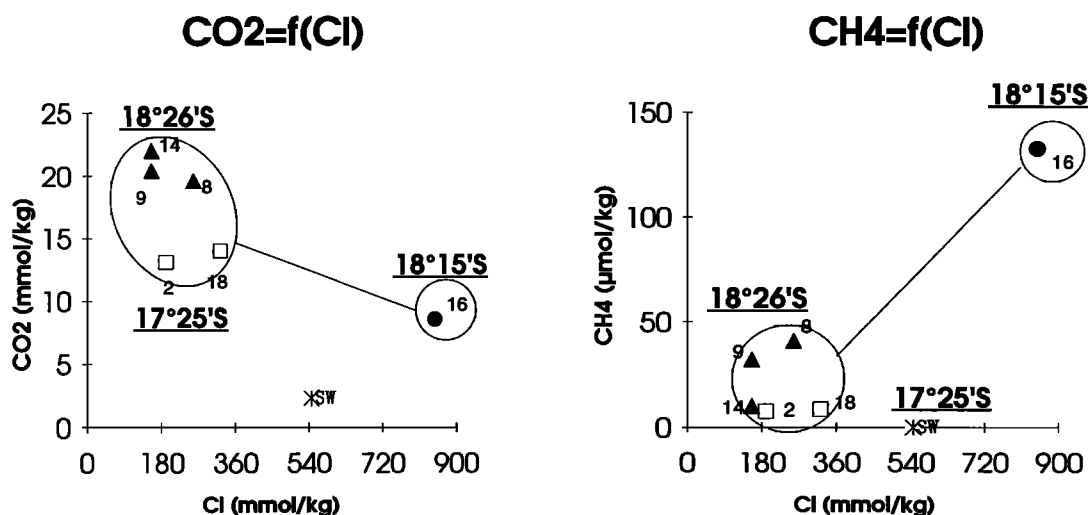 CO2=f(Cl)
25
20
15
10
5
0
CO2 (mmol/kg)
18°26'S
14
9
8
2
18
17°25'S
18°15'S
16
SW
0 180 360 540 720 900
Cl (mmol/kg)
CH4=f(Cl)
150
100
50
0
CH4 (µmol/kg)
18°15'S
16
18°26'S
8
9
14
2
18
17°25'S
SW
0 180 360 540 720 900
Cl (mmol/kg)